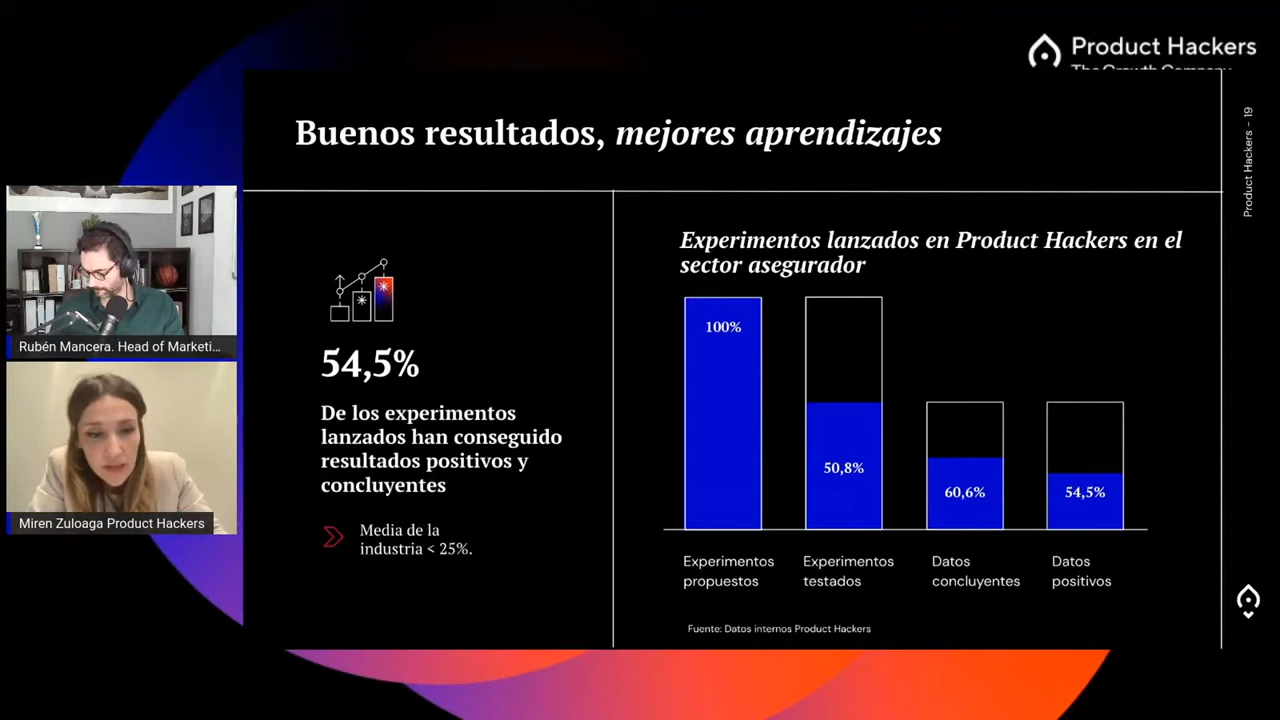 Product Hackers
The Growth Company
Product Hackers - 19
Buenos resultados, mejores aprendizajes
Rubén Mancera. Head of Marketi...
Miren Zuloaga Product Hackers
54,5%
De los experimentos
lanzados han conseguido
resultados positivos y
concluyentes
Media de la
industria < 25%.
Experimentos lanzados en Product Hackers en el
sector asegurador
100%
50,8%
60,6%
54,5%
Experimentos
propuestos
Experimentos
testados
Datos
concluyentes
Datos
positivos
Fuente: Datos internos Product Hackers